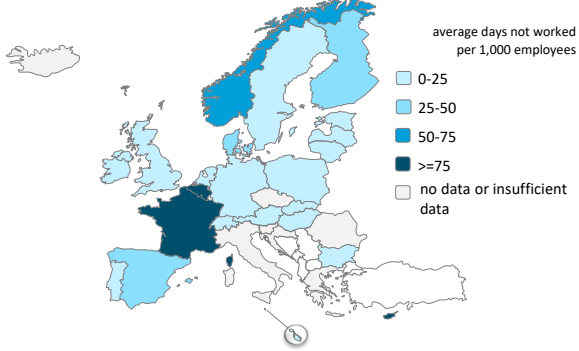 average days not worked
per 1,000 employees
0-25
25-50
50-75
>=75
no data or insufficient
data